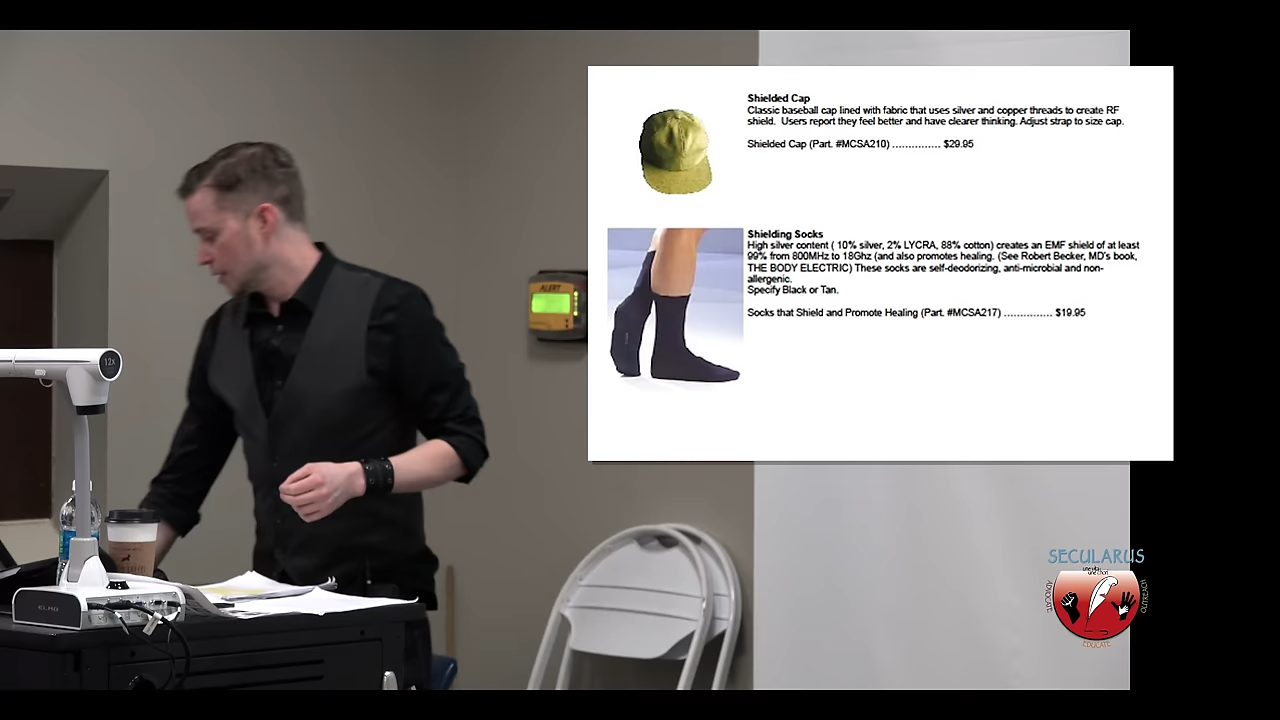 Shielded Cap
Classic baseball cap lined with fabric that uses silver and copper threads to create RF
shield. Users report they feel better and have clearer thinking. Adjust strap to size cap.
Shielded Cap (Part. #MCSA210) ............... $29.95
Shielding Socks
High silver content ( 10% silver, 2% LYCRA, 88% cotton) creates an EMF shield of at least
99% from 800MHz to 18Ghz (and also promotes healing. (See Robert Becker, MD's book,
THE BODY ELECTRIC) These socks are self-deodorizing, anti-microbial and non-
allergenic.
Specify Black or Tan.
Socks that Shield and Promote Healing (Part. #MCSA217) ............... $19.95
ALERT
12X
ELMO
SECULARUS
ADVOCATE
OUTREACH
EDUCATE